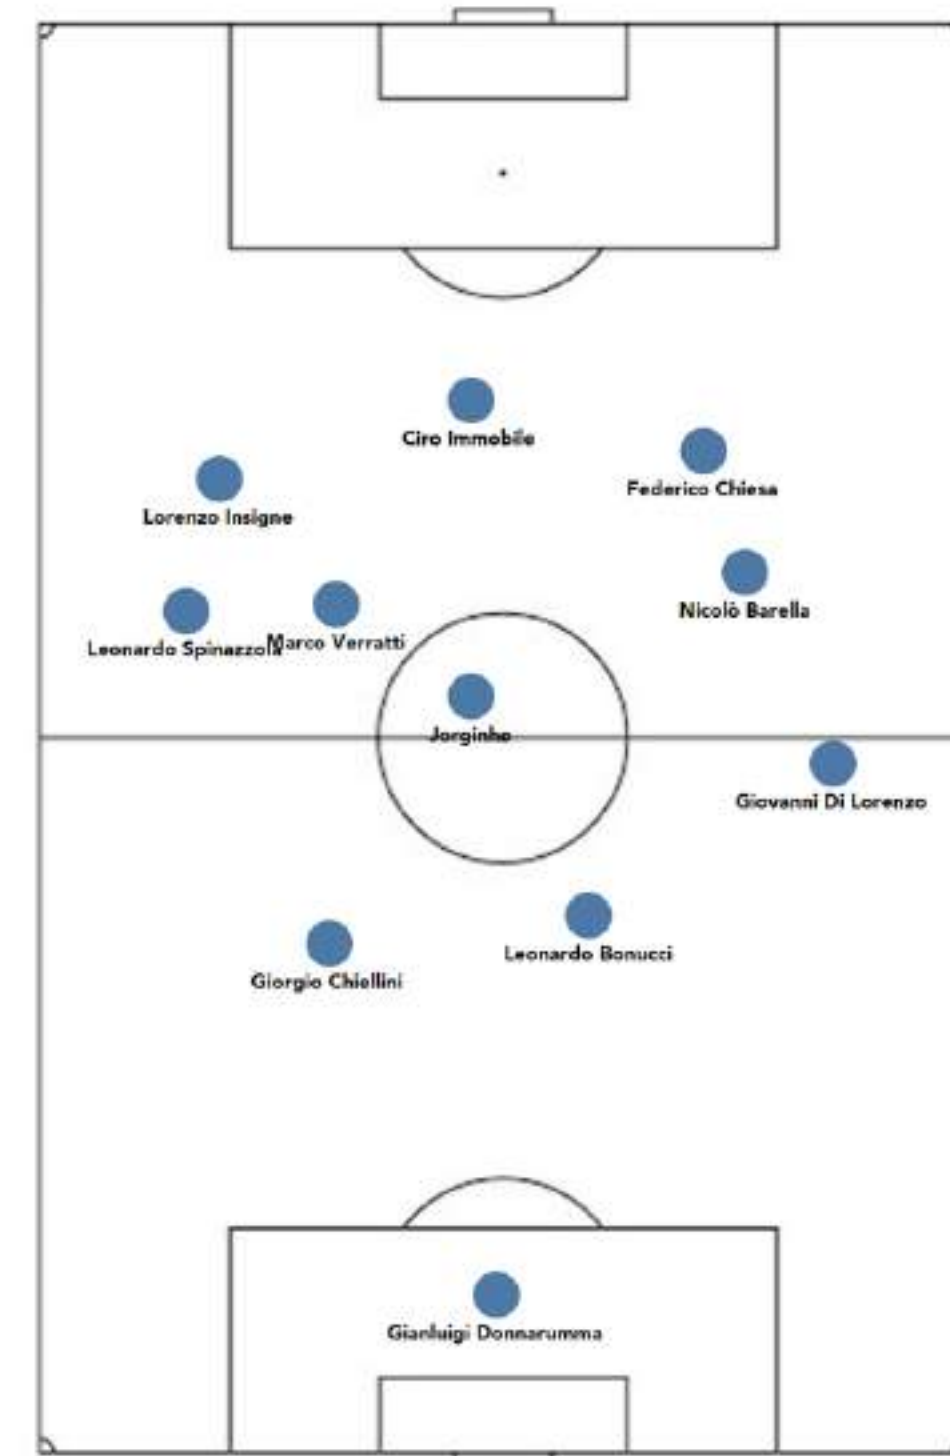 Ciro Immobile
Federico Chiesa
Lorenzo Insigne
Nicolò Barella
Leonardo Spinazzola
Marco Verratti
Jorginho
Giovanni Di Lorenzo
Leonardo Bonucci
Giorgio Chiellini
Gianluigi Donnarumma